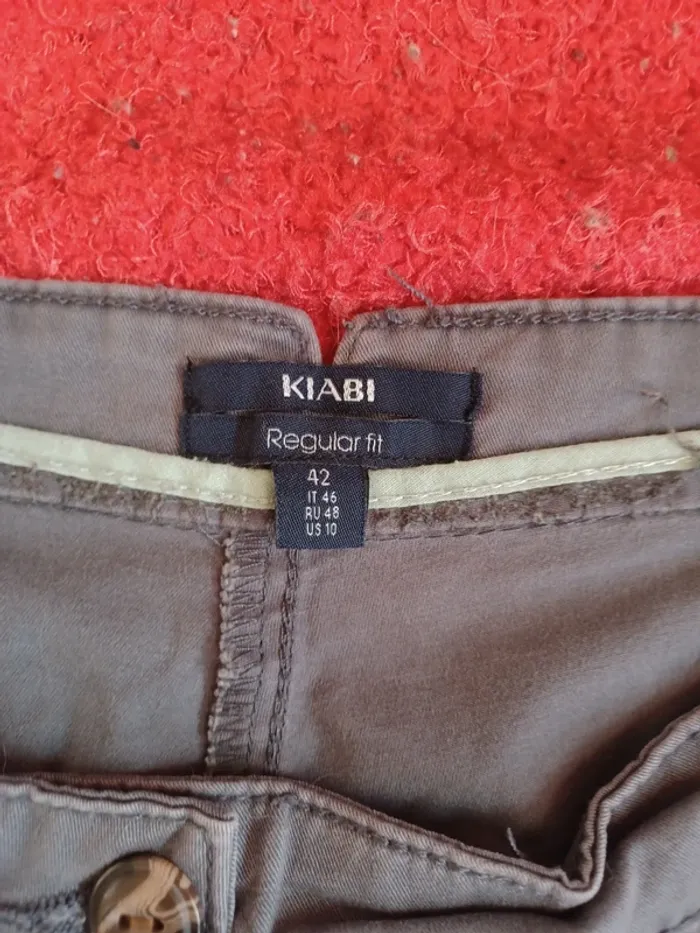 KIABI
Regular fit
42
IT 46
RU 48
US 10